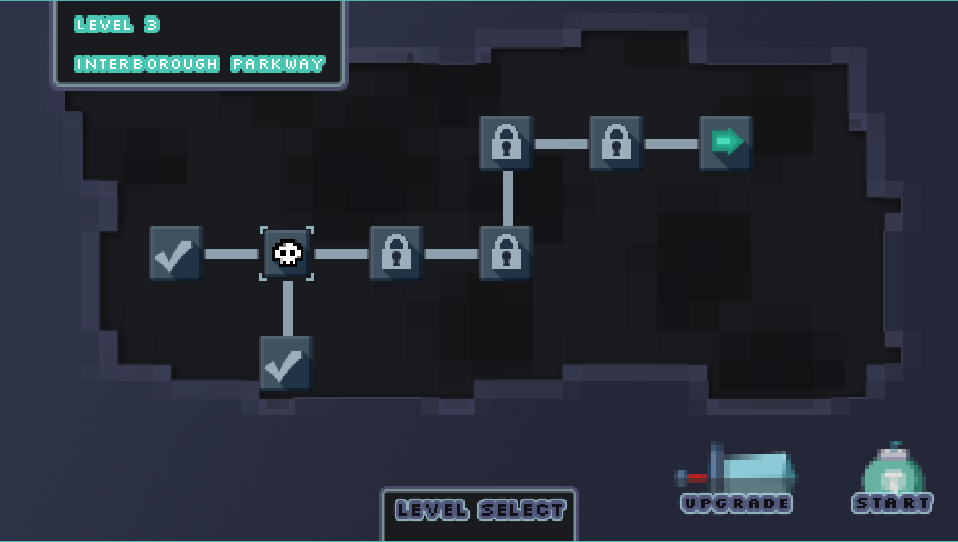 LEVEL 3
INTERBOROUGH PARKWAY
UPGRADE
START
LEVEL SELECT